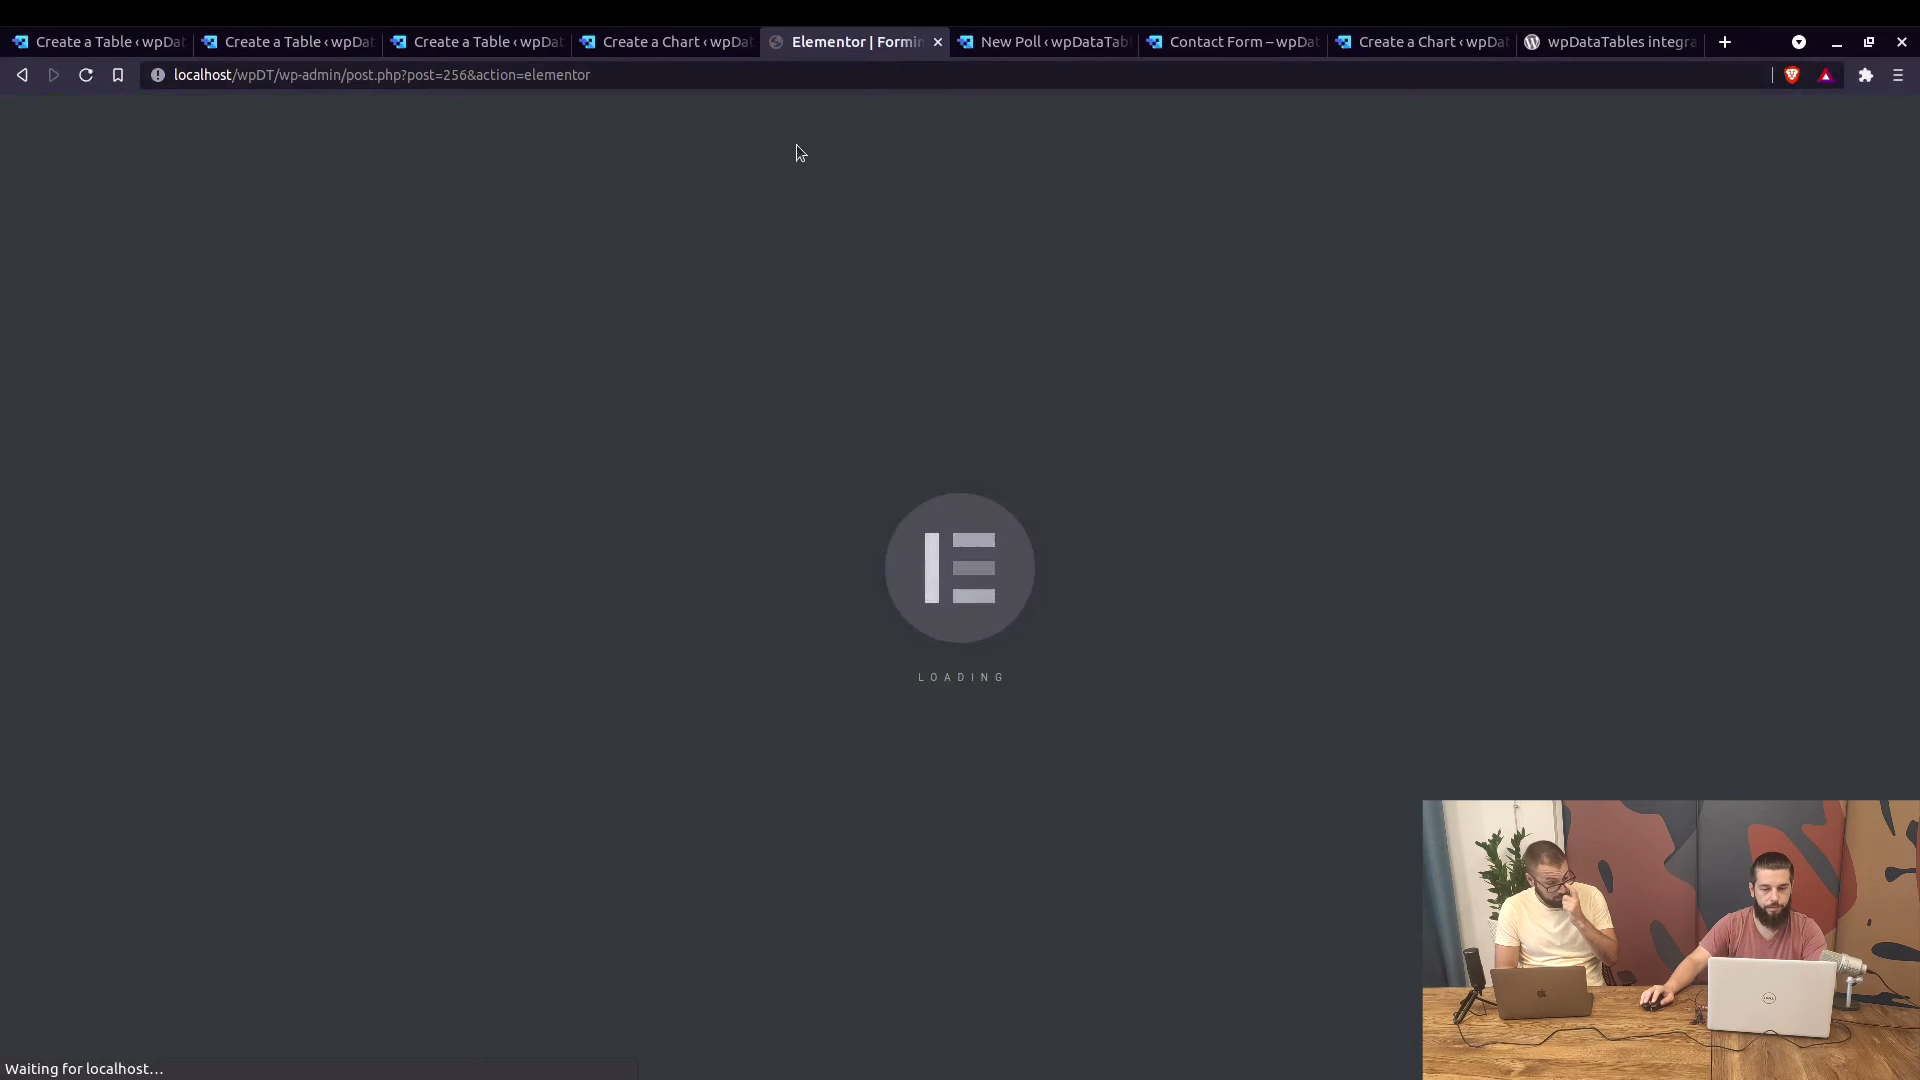 Create a Table ‹ wpDat
Create a Table ‹ wpDat
Create a Table ‹ wpDat
Create a Chart ‹ wpDat
Elementor | Formin
New Poll ‹ wpDataTabl
Contact Form – wpDat
Create a Chart ‹ wpDat
wpDataTables integra
localhost/wpDT/wp-admin/post.php?post=256&action=elementor
LOADING
Waiting for localhost…